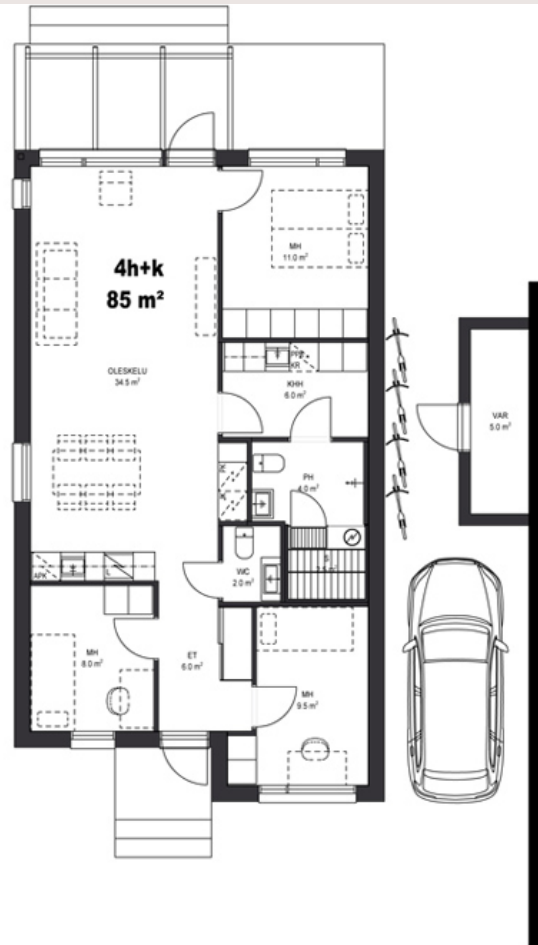 4h+k
85 m²
MH
11.0 m²
OLESKELU
34.5 m²
KHH
6.0 m²
VAR
5.0 m²
PH
4.0 m²
WC
2.0 m²
S
APK
L
MH
8.0 m²
ET
6.0 m²
MH
9.5 m²